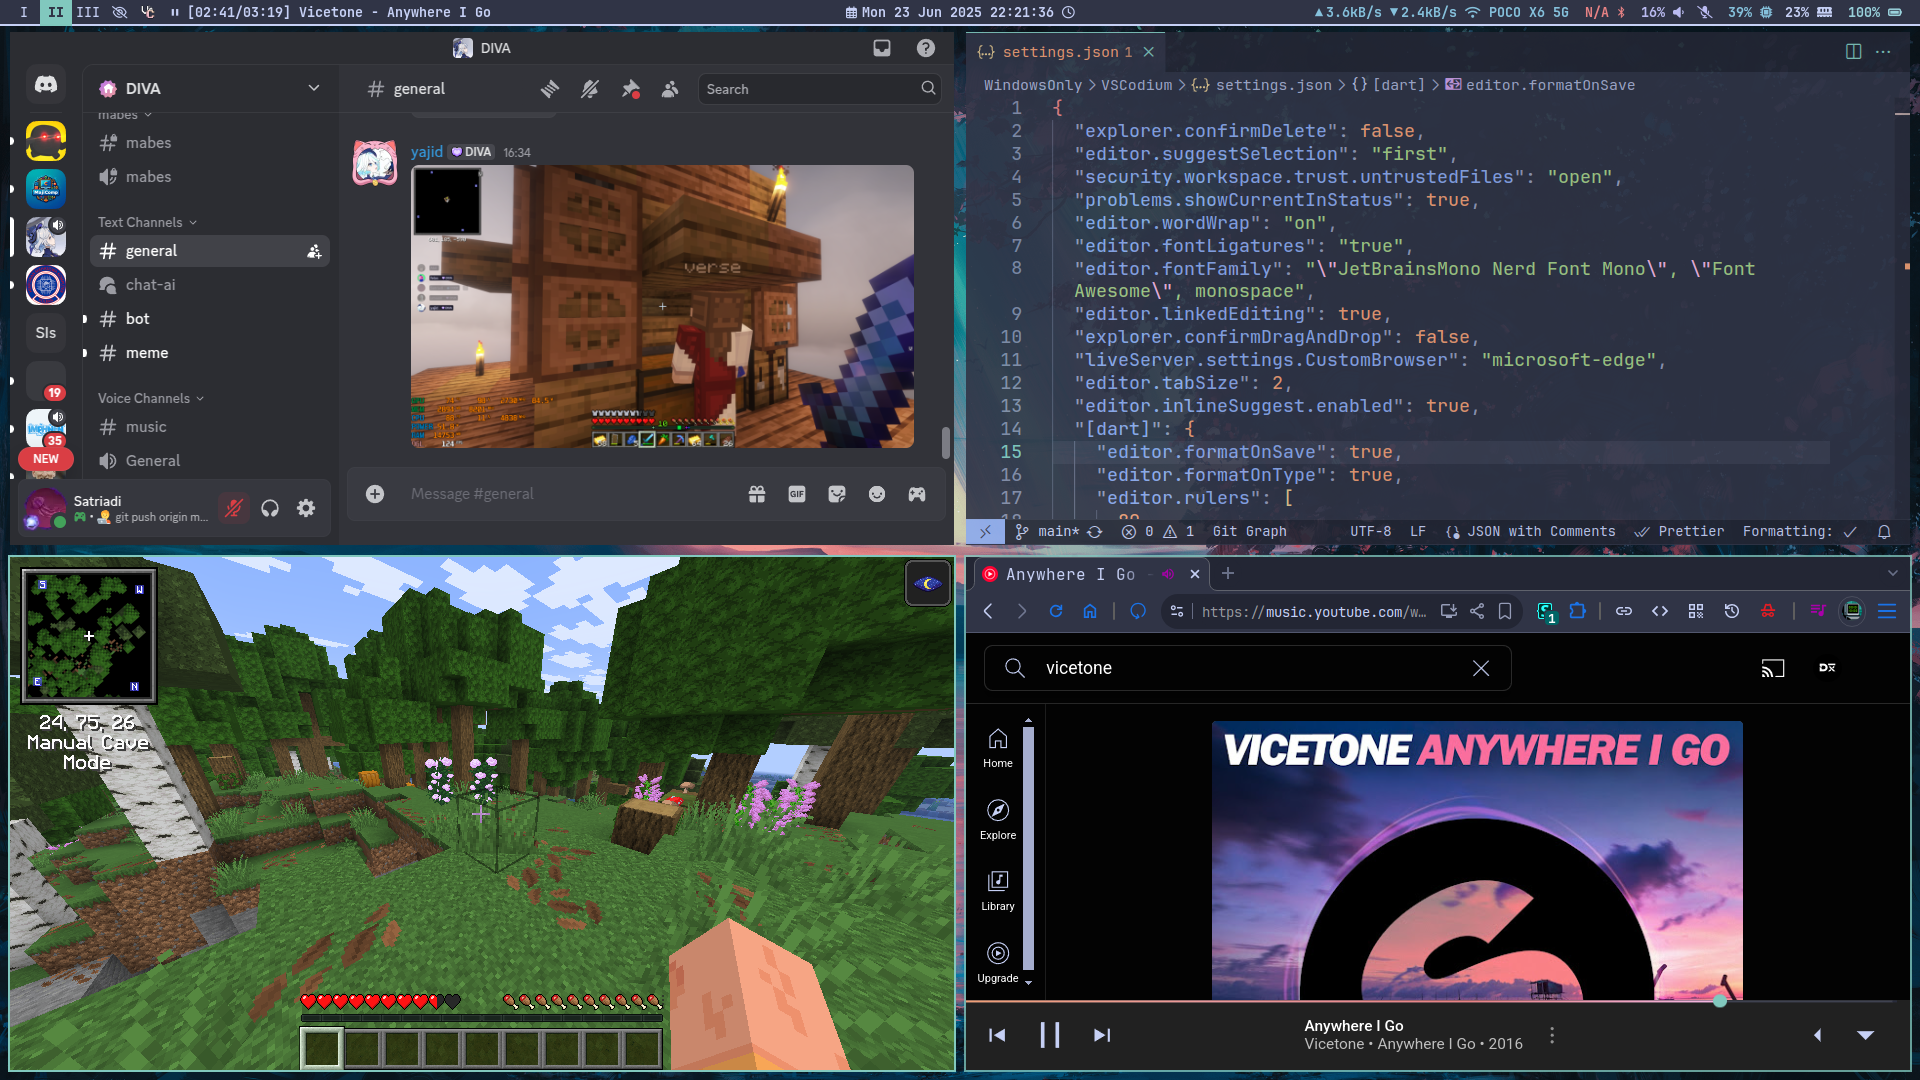 I II III [02:41/03:19] Vicetone - Anywhere I Go
Mon 23 Jun 2025 22:21:36
3.6kB/s 2.4kB/s POCO X6 5G N/A 16% 39% 23% 100%
DIVA
DIVA
mabes
mabes
mabes
Text Channels
general
chat-ai
bot
meme
Voice Channels
music
General
SIs
19
35
NEW
Satriadi
git push origin m...
general
Search
yajid DIVA 16:34
verse
Message #general
GIF
settings.json 1
WindowsOnly > VSCodium > settings.json > {} [dart] > editor.formatOnSave
1 {
2 "explorer.confirmDelete": false,
3 "editor.suggestSelection": "first",
4 "security.workspace.trust.untrustedFiles": "open",
5 "problems.showCurrentInStatus": true,
6 "editor.wordWrap": "on",
7 "editor.fontLigatures": "true",
8 "editor.fontFamily": "\"JetBrainsMono Nerd Font Mono\", \"Font
Awesome\", monospace",
9 "editor.linkedEditing": true,
10 "explorer.confirmDragAndDrop": false,
11 "liveServer.settings.CustomBrowser": "microsoft-edge",
12 "editor.tabSize": 2,
13 "editor.inlineSuggest.enabled": true,
14 "[dart]": {
15 "editor.formatOnSave": true,
16 "editor.formatOnType": true,
17 "editor.rulers": [
main* 0 1 Git Graph UTF-8 LF JSON with Comments Prettier Formatting:
S
W
E
N
24, 75, 26
Manual Cave
Mode
Anywhere I Go
https://music.youtube.com/w...
1
vicetone
DX
Home
Explore
Library
Upgrade
VICETONE ANYWHERE I GO
Anywhere I Go
Vicetone • Anywhere I Go • 2016